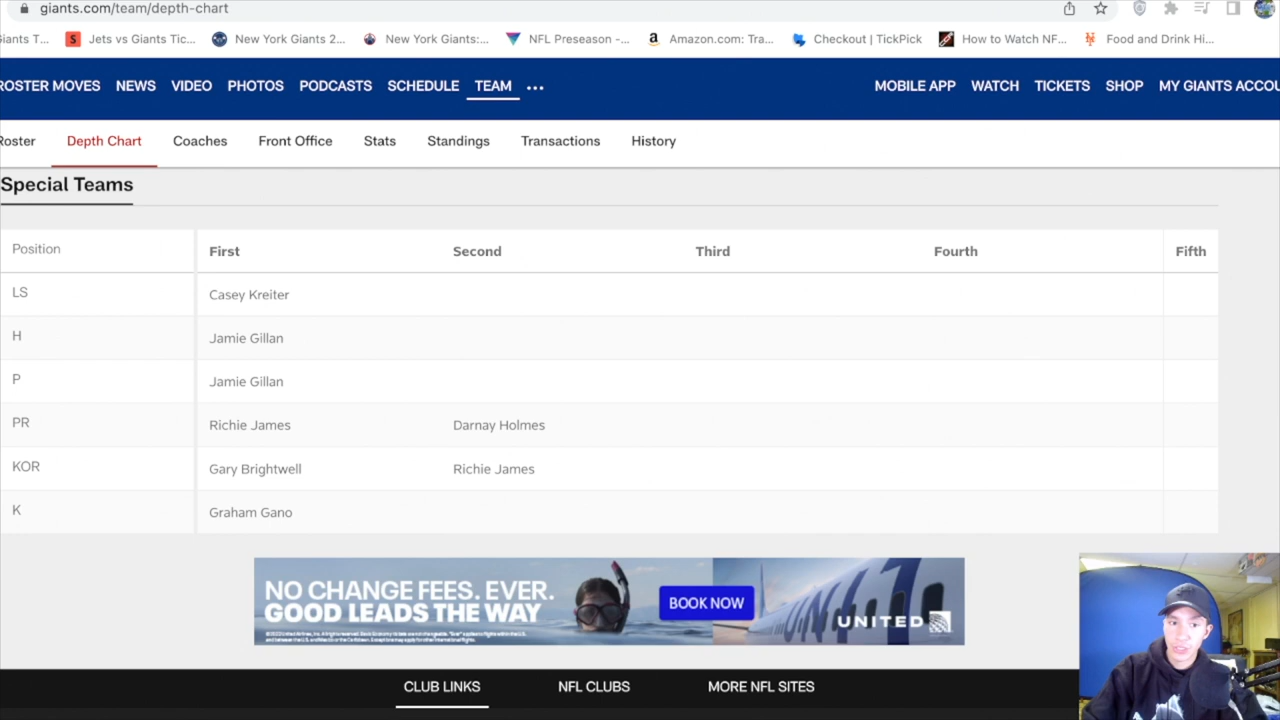 giants.com/team/depth-chart
iants T... Jets vs Giants Tic... New York Giants 2... New York Giants:... NFL Preseason -... Amazon.com: Tra... Checkout | TickPick How to Watch NF... Food and Drink Hi...
ROSTER MOVES NEWS VIDEO PHOTOS PODCASTS SCHEDULE TEAM ... MOBILE APP WATCH TICKETS SHOP MY GIANTS ACCOU
Roster Depth Chart Coaches Front Office Stats Standings Transactions History
Special Teams
Position First Second Third Fourth Fifth
LS Casey Kreiter
H Jamie Gillan
P Jamie Gillan
PR Richie James Darnay Holmes
KOR Gary Brightwell Richie James
K Graham Gano
NO CHANGE FEES. EVER.
GOOD LEADS THE WAY
BOOK NOW
UNITED
CLUB LINKS NFL CLUBS MORE NFL SITES